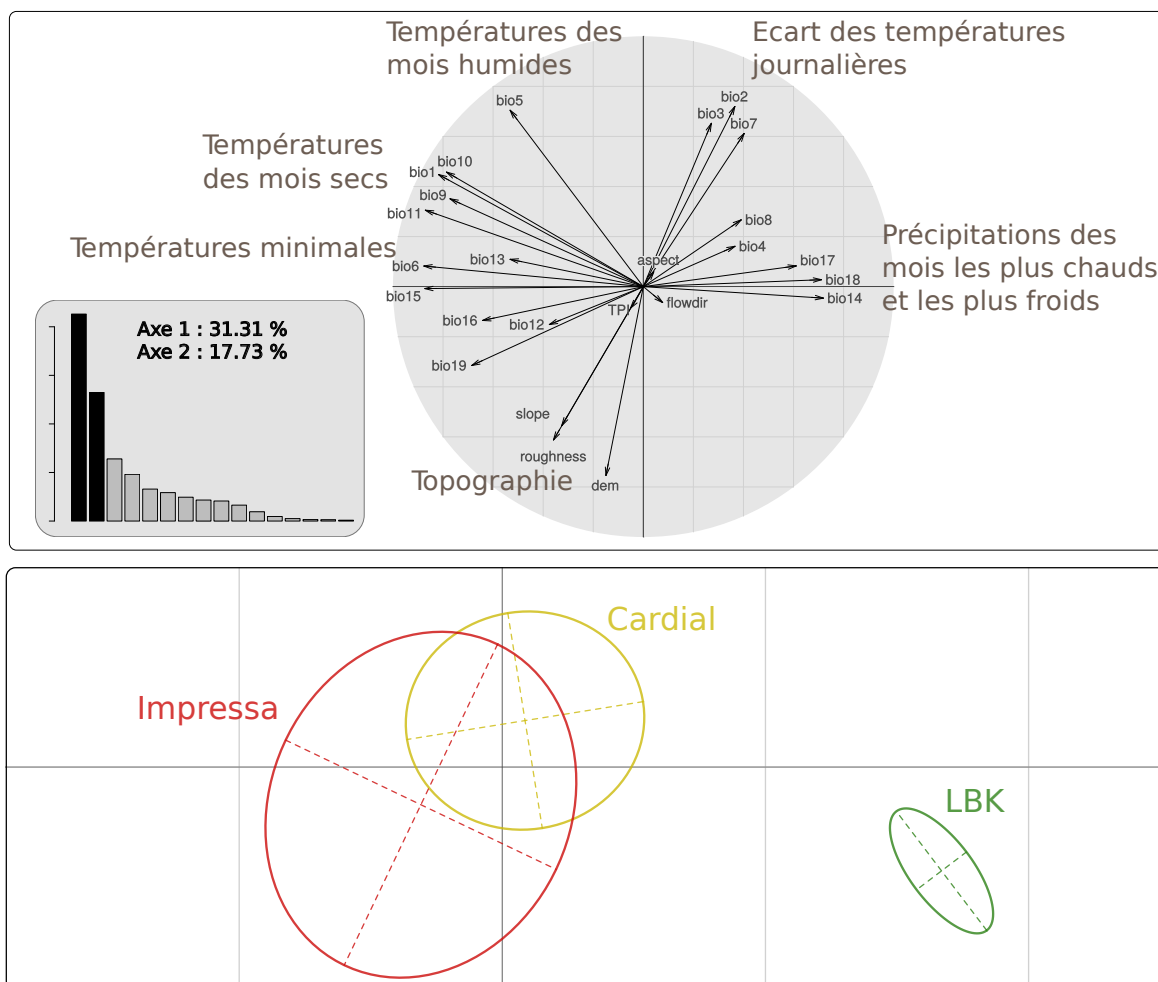 Températures des
mois humides
Ecart des températures
journalières
bio5
bio2
bio3
bio7
Températures
des mois secs
bio10
bio1
bio9
bio11
bio8
Températures minimales
bio4
Précipitations des
mois les plus chauds
et les plus froids
bio6
bio13
aspect
bio17
bio18
bio15
bio14
TPI
flowdir
bio16
bio12
Axe 1 : 31.31 %
Axe 2 : 17.73 %
bio19
slope
roughness
Topographie
dem
Cardial
Impressa
LBK